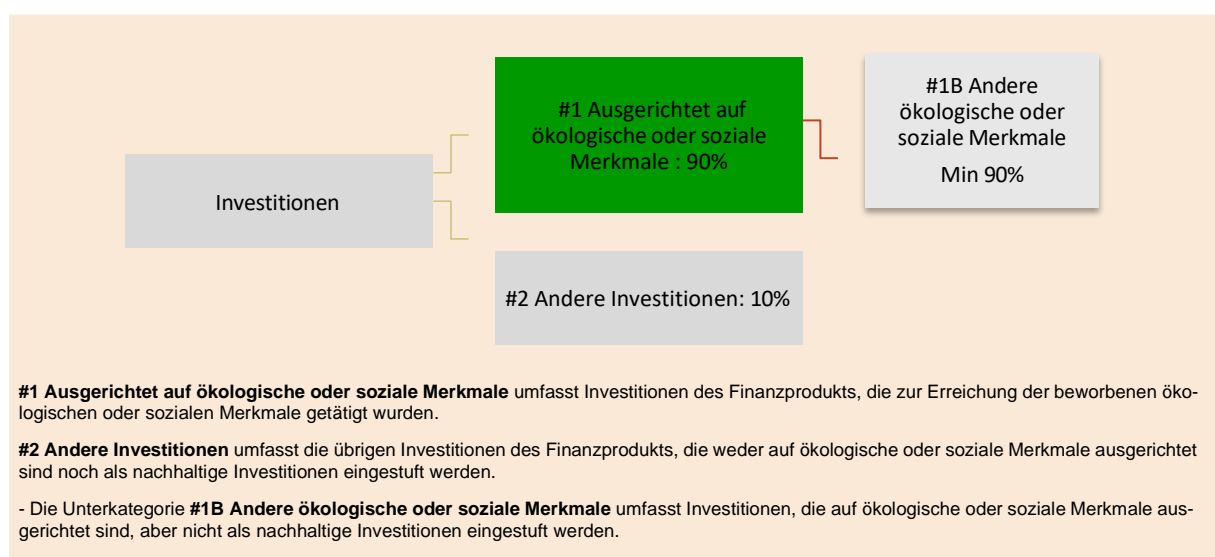 #1 Ausgerichtet auf
ökologische oder soziale
Merkmale : 90%
#1B Andere
ökologische oder
soziale Merkmale
Min 90%
Investitionen
#2 Andere Investitionen: 10%
#1 Ausgerichtet auf ökologische oder soziale Merkmale umfasst Investitionen des Finanzprodukts, die zur Erreichung der beworbenen öko-
logischen oder sozialen Merkmale getätigt wurden.
#2 Andere Investitionen umfasst die übrigen Investitionen des Finanzprodukts, die weder auf ökologische oder soziale Merkmale ausgerichtet
sind noch als nachhaltige Investitionen eingestuft werden.
- Die Unterkategorie #1B Andere ökologische oder soziale Merkmale umfasst Investitionen, die auf ökologische oder soziale Merkmale aus-
gerichtet sind, aber nicht als nachhaltige Investitionen eingestuft werden.